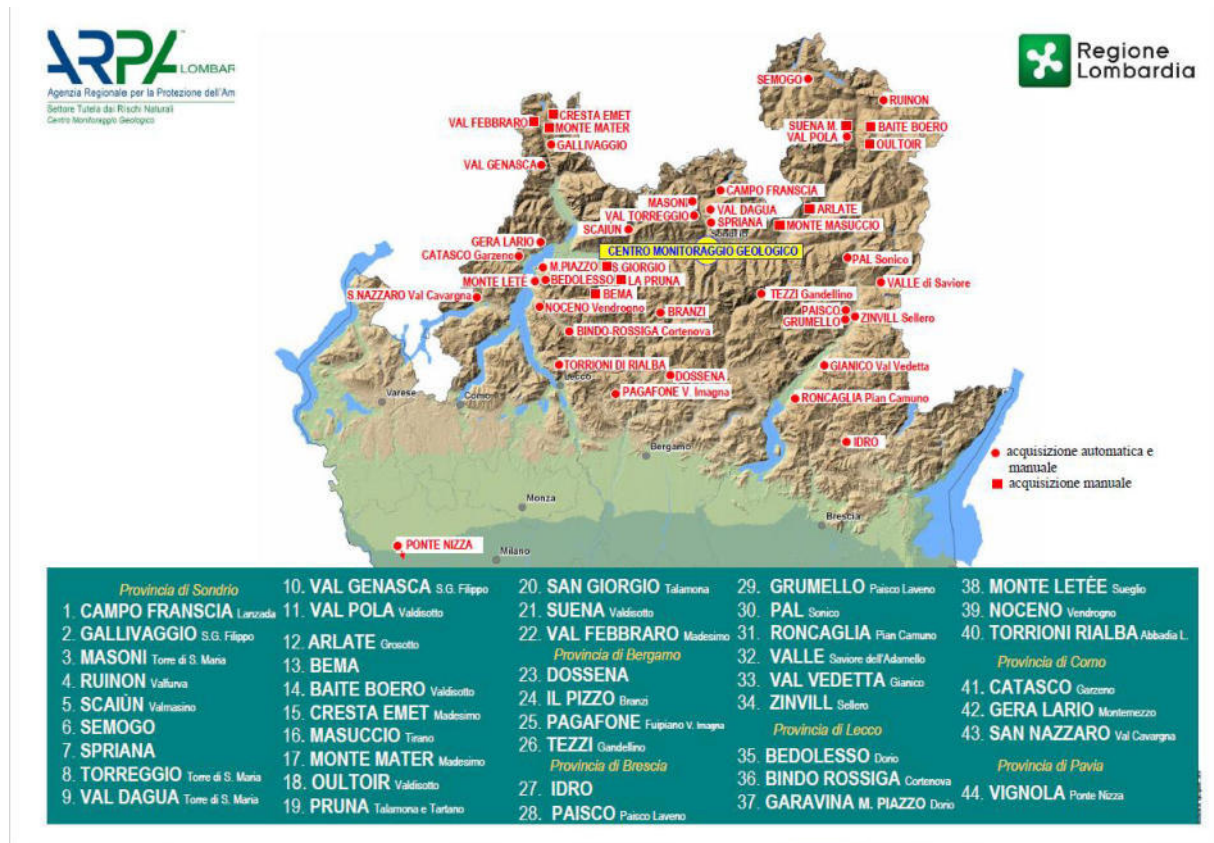 ARPA LOMBAR
Agenzia Regionale per la Protezione dell'Am
Settore Tutela dai Rischi Naturali
Centro Monitoraggio Geologico
Regione
Lombardia
SEMOGO
RUINON
CRESTA EMET
VAL FEBBRARO
MONTE MATER
SUENA M.
BAITE BOERO
VAL POLA
GALLIVAGGIO
OULTOIR
VAL GENASCA
CAMPO FRANSCIA
MASONI
VAL DAGUA
ARLATE
VAL TORREGGIO
SPRIANA
SCAIÙN
MONTE MASUCCIO
GERA LARIO
CENTRO MONITORAGGIO GEOLOGICO
CATASCO Garzeno
PAL Sonico
M.PIAZZO
S.GIORGIO
MONTE LETÈ
BEDOLESSO
LA PRUNA
VALLE di Saviore
S.NAZZARO Val Cavargna
BEMA
TEZZI Gandellino
NOCENO Vendrogno
BRANZI
PAISCO
GRUMELLO
ZINVILL Sellero
BINDO-ROSSIGA Cortenova
TORRIONI DI RIALBA
Lecco
DOSSENA
GIANICO Val Vedetta
PAGAFONE V. Imagna
Varese
Como
RONCAGLIA Pian Camuno
IDRO
Bergamo
acquisizione automatica e
manuale
acquisizione manuale
Monza
Brescia
PONTE NIZZA
Milano
Provincia di Sondrio
1. CAMPO FRANSCIA Lanzada
2. GALLIVAGGIO S.G. Filippo
3. MASONI Torre di S. Maria
4. RUINON Valfurva
5. SCAIÙN Valmasino
6. SEMOGO
7. SPRIANA
8. TORREGGIO Torre di S. Maria
9. VAL DAGUA Torre di S. Maria
10. VAL GENASCA S.G. Filippo
11. VAL POLA Valdisotto
12. ARLATE Grosotto
13. BEMA
14. BAITE BOERO Valdisotto
15. CRESTA EMET Madesimo
16. MASUCCIO Tirano
17. MONTE MATER Madesimo
18. OULTOIR Valdisotto
19. PRUNA Talamona e Tartano
20. SAN GIORGIO Talamona
21. SUENA Valdisotto
22. VAL FEBBRARO Madesimo
Provincia di Bergamo
23. DOSSENA
24. IL PIZZO Branzi
25. PAGAFONE Fuipiano V. Imagna
26. TEZZI Gandellino
Provincia di Brescia
27. IDRO
28. PAISCO Paisco Laveno
29. GRUMELLO Paisco Laveno
30. PAL Sonico
31. RONCAGLIA Pian Camuno
32. VALLE Saviore dell'Adamello
33. VAL VEDETTA Gianico
34. ZINVILL Sellero
Provincia di Lecco
35. BEDOLESSO Dorio
36. BINDO ROSSIGA Cortenova
37. GARAVINA M. PIAZZO Dorio
38. MONTE LETÈE Sueglio
39. NOCENO Vendrogno
40. TORRIONI RIALBA Abbadia L.
Provincia di Como
41. CATASCO Garzeno
42. GERA LARIO Montemezzo
43. SAN NAZZARO Val Cavargna
Provincia di Pavia
44. VIGNOLA Ponte Nizza